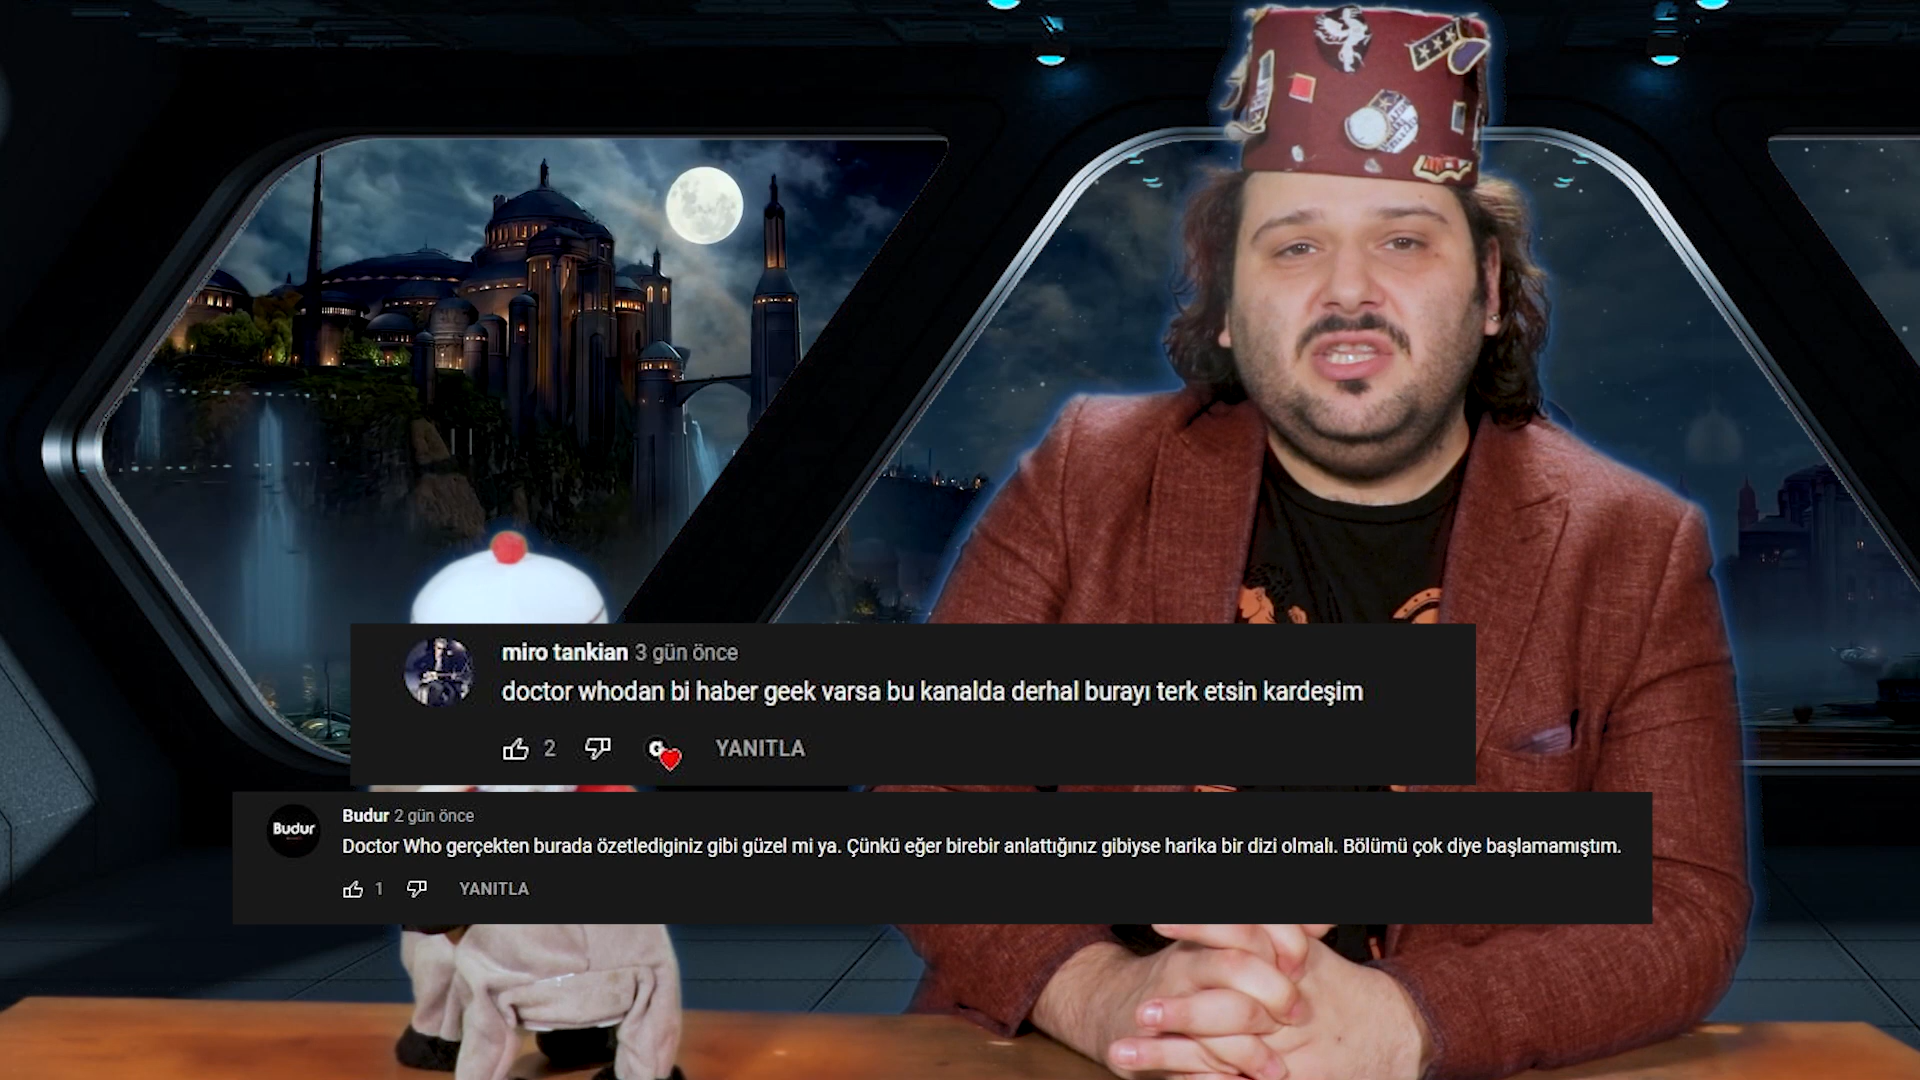 miro tankian 3 gün önce
doctor whodan bi haber geek varsa bu kanalda derhal burayı terk etsin kardeşim
2 YANITLA
Budur
Budur 2 gün önce
Doctor Who gerçekten burada özetlediginiz gibi güzel mi ya. Çünkü eğer birebir anlattığınız gibiyse harika bir dizi olmalı. Bölümü çok diye başlamamıştım.
1 YANITLA